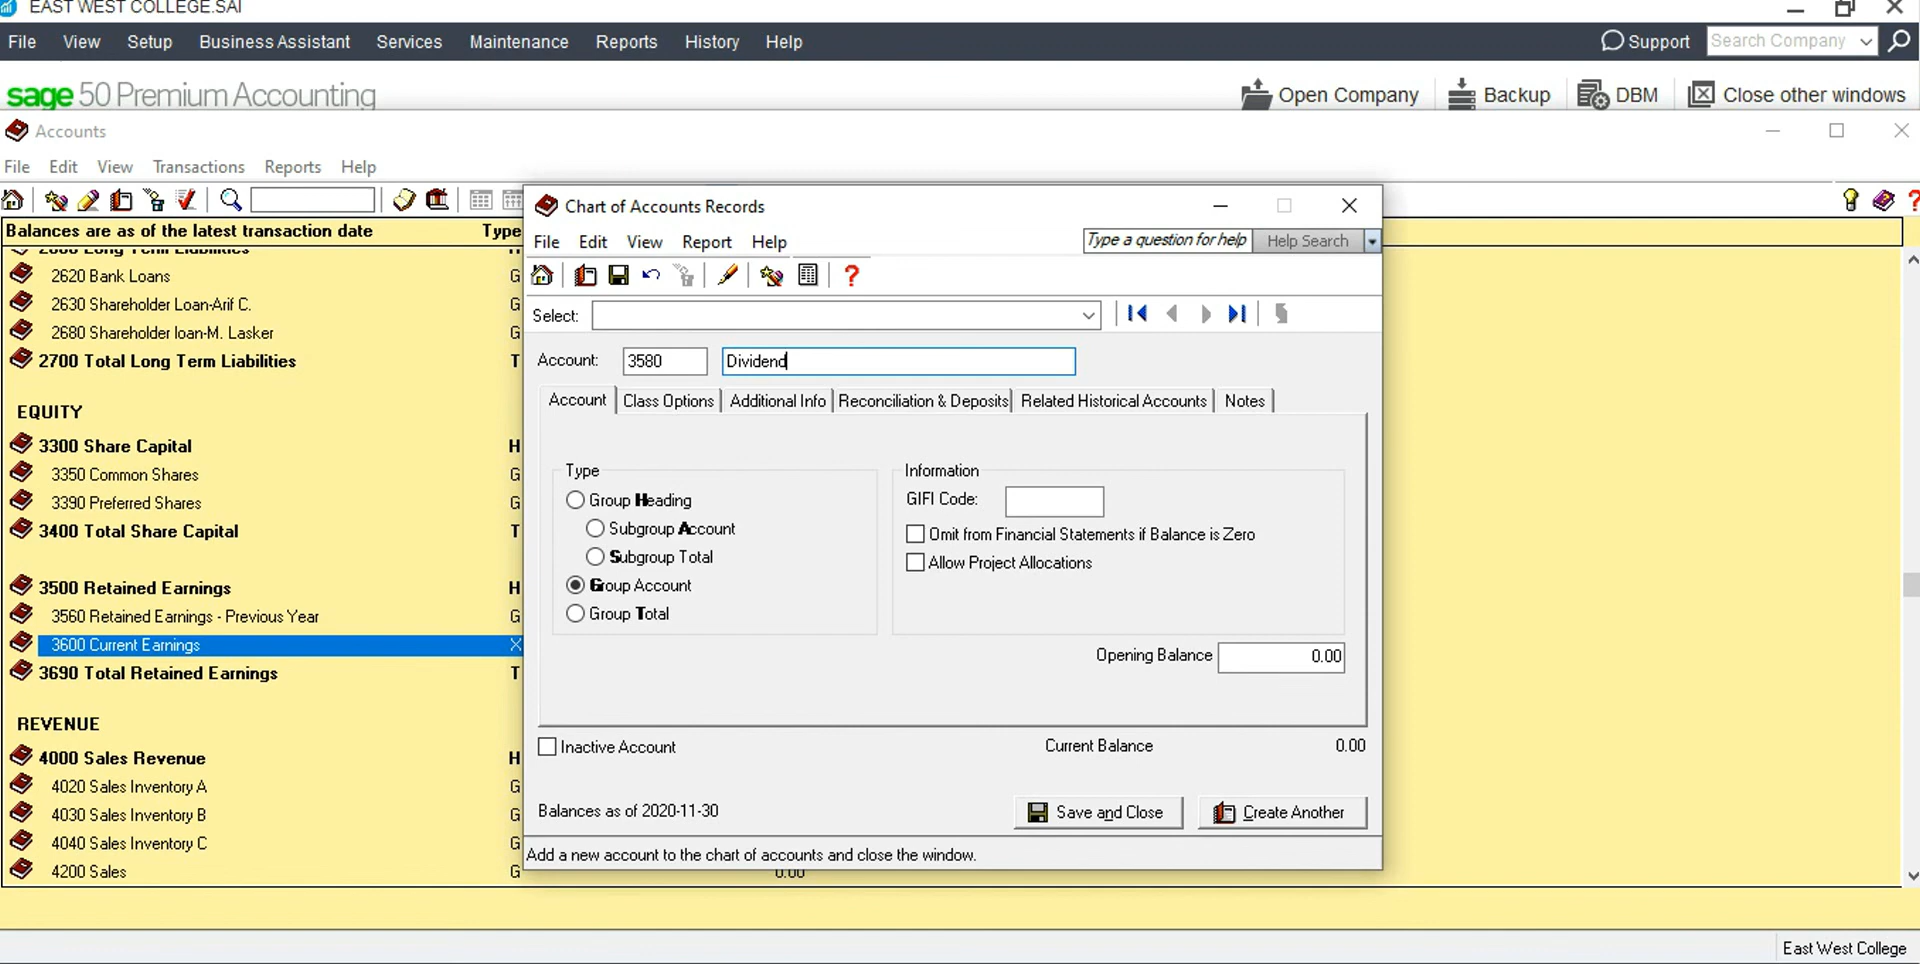 EAST WEST COLLEGE.SAI
File View Setup Business Assistant Services Maintenance Reports History Help Support Search Company
sage 50 Premium Accounting Open Company Backup DBM Close other windows
Accounts
File Edit View Transactions Reports Help
Balances are as of the latest transaction date Type
Long Term Liabilities
2620 Bank Loans G
2630 Shareholder Loan-Arif C. G
2680 Shareholder loan-M. Lasker G
2700 Total Long Term Liabilities T
EQUITY
3300 Share Capital H
3350 Common Shares G
3390 Preferred Shares G
3400 Total Share Capital T
3500 Retained Earnings H
3560 Retained Earnings - Previous Year G
3600 Current Earnings X
3690 Total Retained Earnings T
REVENUE
4000 Sales Revenue H
4020 Sales Inventory A G
4030 Sales Inventory B G
4040 Sales Inventory C G
4200 Sales G 0.00
Chart of Accounts Records
File Edit View Report Help Type a question for help Help Search
Select:
Account: 3580 Dividend
Account Class Options Additional Info Reconciliation & Deposits Related Historical Accounts Notes
Type
Group Heading
Subgroup Account
Subgroup Total
Group Account
Group Total
Information
GIFI Code:
Omit from Financial Statements if Balance is Zero
Allow Project Allocations
Opening Balance 0.00
Inactive Account Current Balance 0.00
Balances as of 2020-11-30 Save and Close Create Another
Add a new account to the chart of accounts and close the window.
East West College